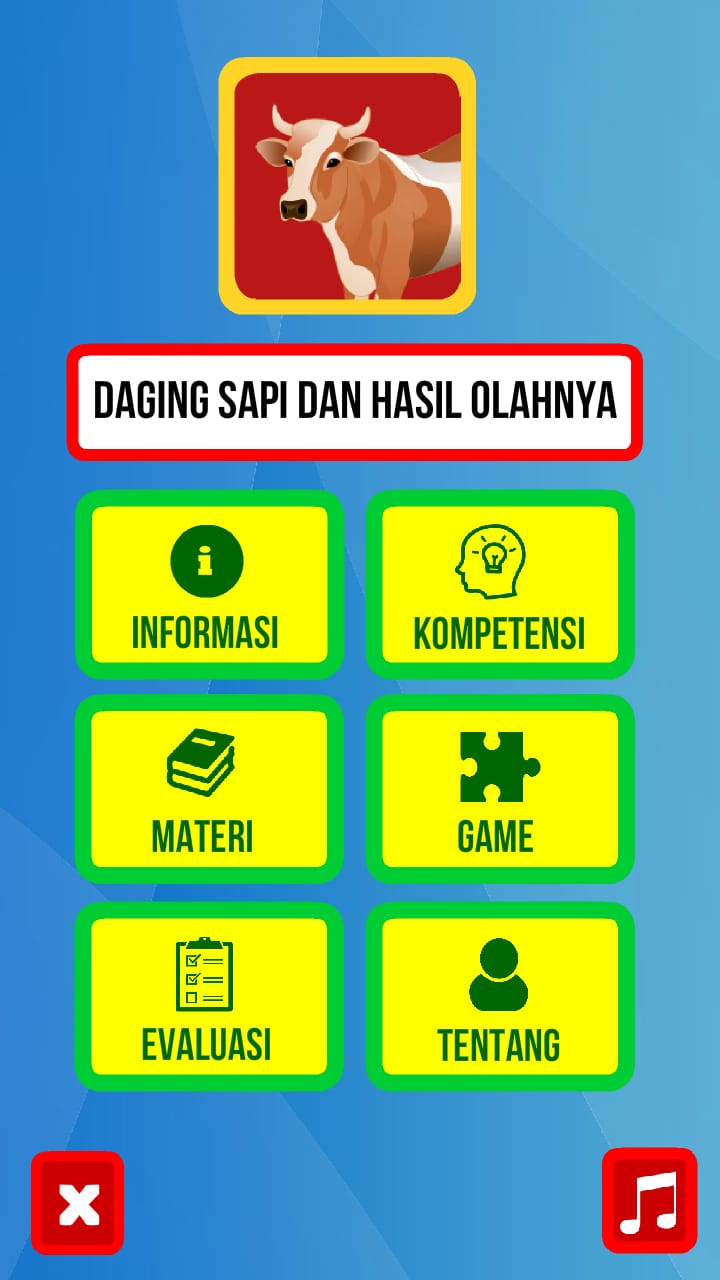 DAGING SAPI DAN HASIL OLAHNYA
INFORMASI
KOMPETENSI
MATERI
GAME
EVALUASI
TENTANG